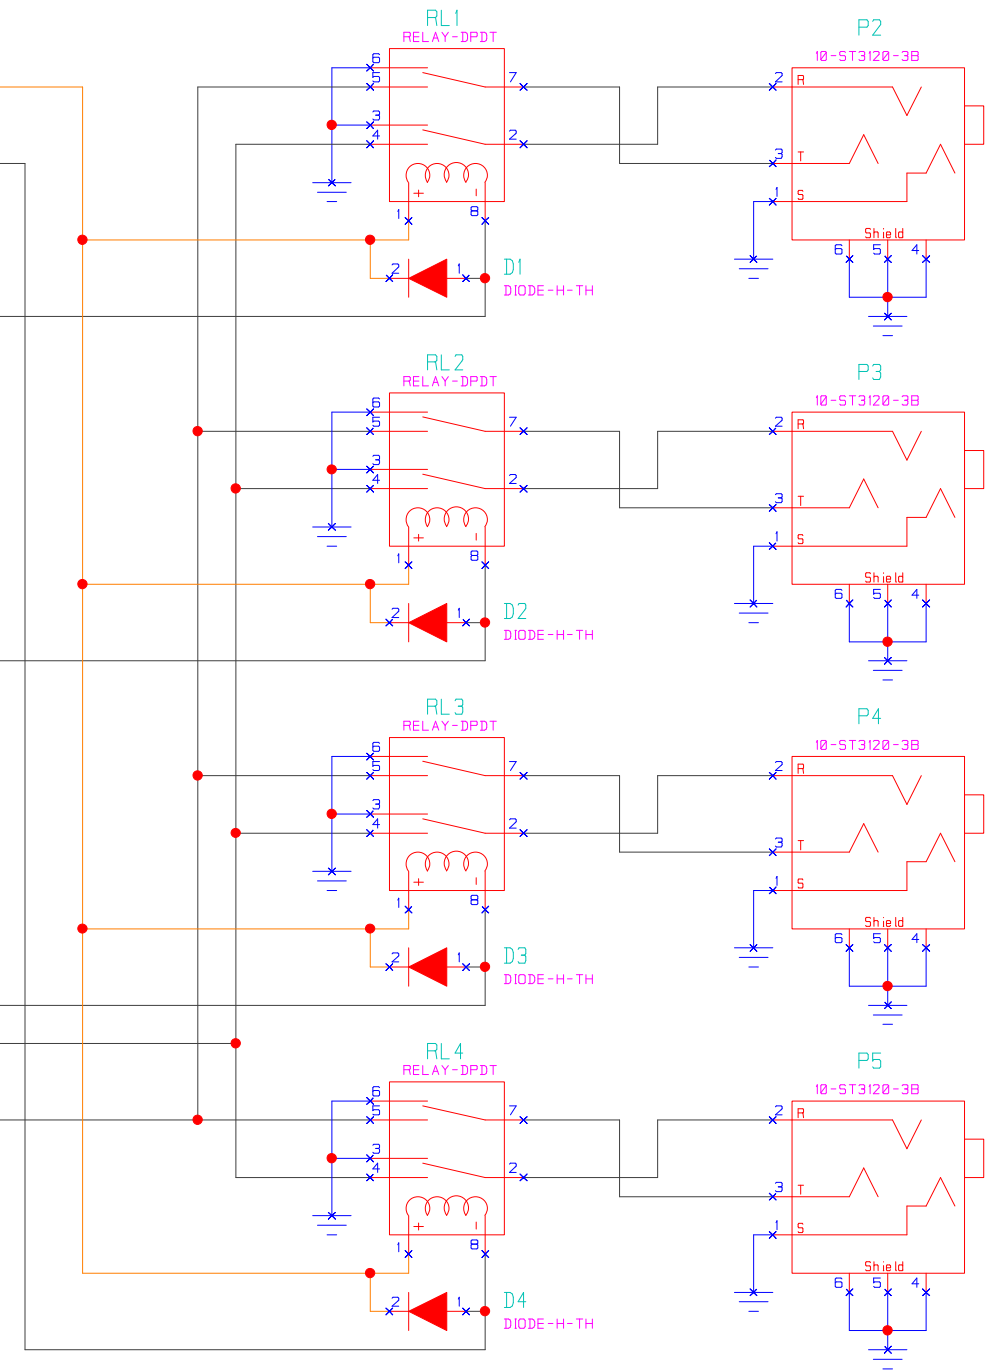 RL1
RELAY-DPDT
P2
10-ST3120-3B
6
5
3
4
7
2
+
-
1
8
2
R
3
T
1
S
Shield
6 5 4
2 1
D1
DIODE-H-TH
RL2
RELAY-DPDT
P3
10-ST3120-3B
6
5
3
4
7
2
+
-
1
8
2
R
3
T
1
S
Shield
6 5 4
2 1
D2
DIODE-H-TH
RL3
RELAY-DPDT
P4
10-ST3120-3B
6
5
3
4
7
2
+
-
1
8
2
R
3
T
1
S
Shield
6 5 4
2 1
D3
DIODE-H-TH
RL4
RELAY-DPDT
P5
10-ST3120-3B
6
5
3
4
7
2
+
-
1
8
2
R
3
T
1
S
Shield
6 5 4
2 1
D4
DIODE-H-TH